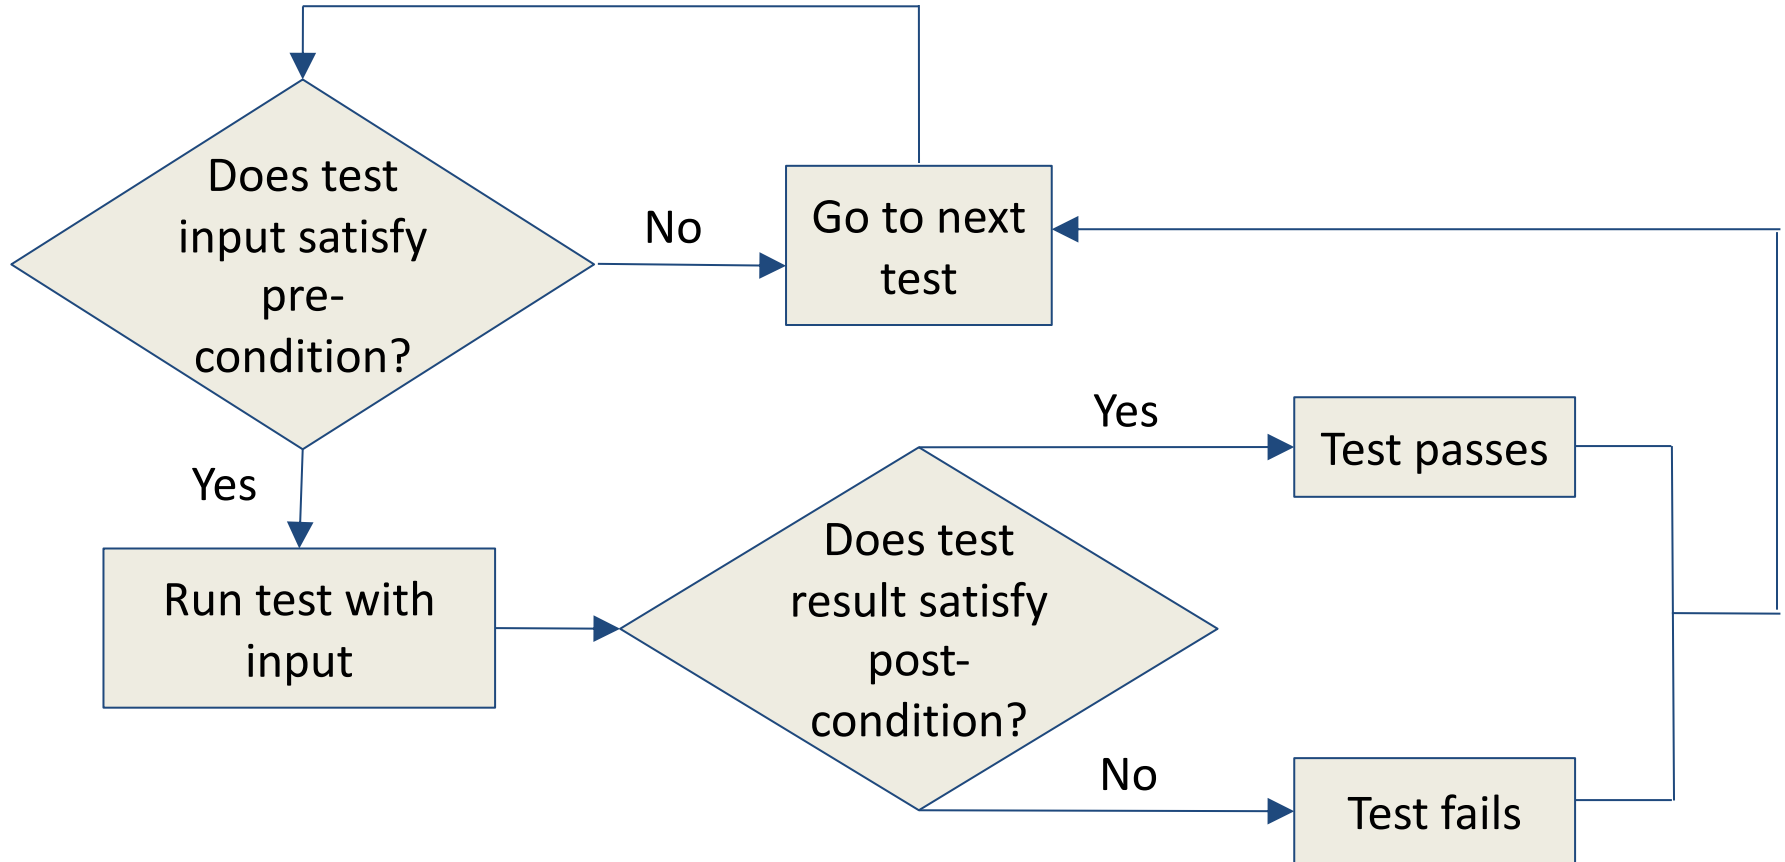 Does test
input satisfy
pre-
condition?
No
Go to next
test
Yes
Run test with
input
Does test
result satisfy
post-
condition?
Yes
Test passes
No
Test fails